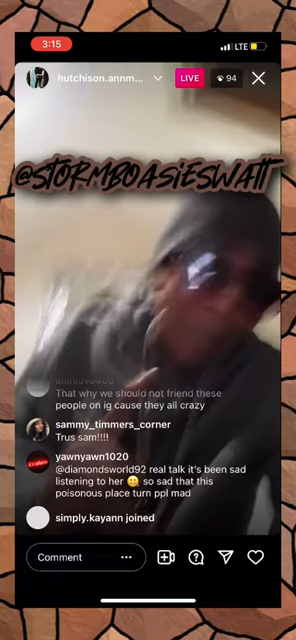 3:15
LTE
hutchison.annm...
LIVE
94
@STORMBOASIESWATT
That why we should not friend these
people on ig cause they all crazy
sammy_timmers_corner
Trus sam!!!!
yawnyawn1020
@diamondsworld92 real talk it's been sad
listening to her 😕 so sad that this
poisonous place turn ppl mad
simply.kayann joined
Comment